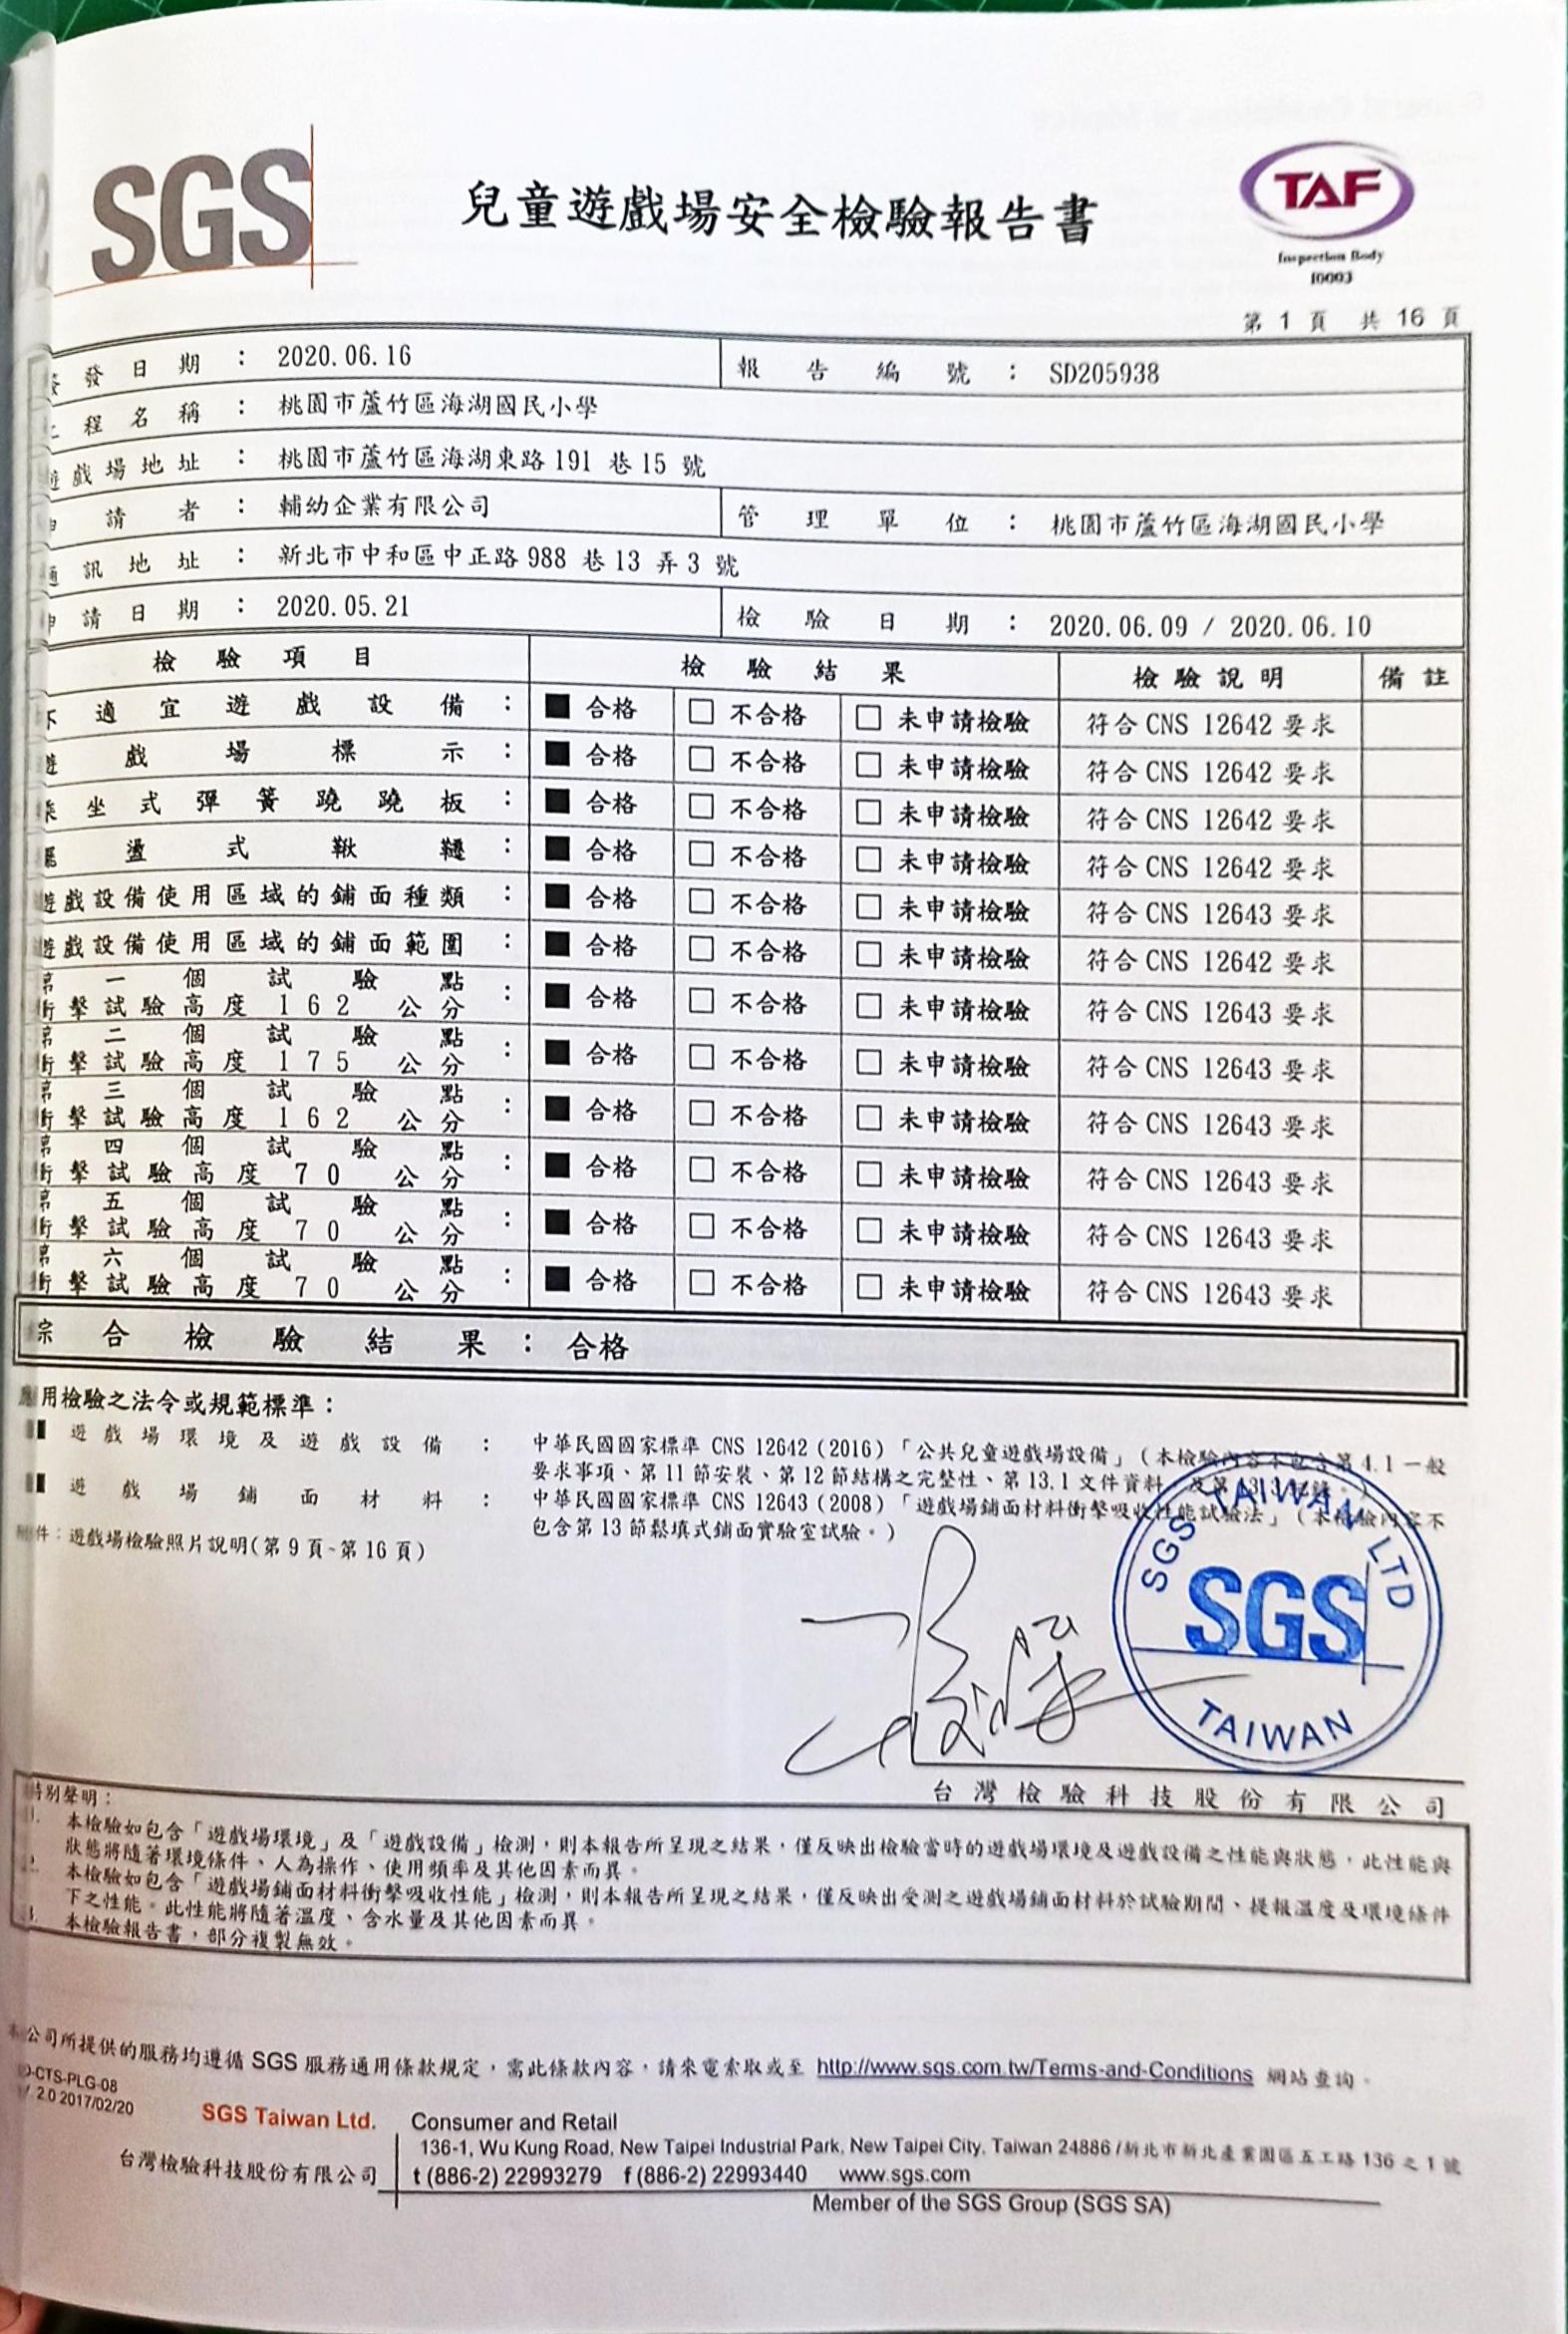 SGS
兒童遊戲場安全檢驗報告書
TAF
Inspection Body
I0003
第 1 頁 共 16 頁
發日期：2020.06.16 報告編號：SD205938
程名稱：桃園市蘆竹區海湖國民小學
遊戲場地址：桃園市蘆竹區海湖東路 191 巷 15 號
請者：輔幼企業有限公司 管理單位：桃園市蘆竹區海湖國民小學
通訊地址：新北市中和區中正路 988 巷 13 弄 3 號
申請日期：2020.05.21 檢驗日期：2020.06.09 / 2020.06.10
檢驗項目 檢驗結果 檢驗說明 備註
不適宜遊戲設備：■ 合格 □ 不合格 □ 未申請檢驗 符合 CNS 12642 要求
遊戲場標示：■ 合格 □ 不合格 □ 未申請檢驗 符合 CNS 12642 要求
乘坐式彈簧蹺蹺板：■ 合格 □ 不合格 □ 未申請檢驗 符合 CNS 12642 要求
擺盪式鞦韆：■ 合格 □ 不合格 □ 未申請檢驗 符合 CNS 12642 要求
遊戲設備使用區域的鋪面種類：■ 合格 □ 不合格 □ 未申請檢驗 符合 CNS 12643 要求
遊戲設備使用區域的鋪面範圍：■ 合格 □ 不合格 □ 未申請檢驗 符合 CNS 12642 要求
第一個試驗點
衝擊試驗高度 162 公分：■ 合格 □ 不合格 □ 未申請檢驗 符合 CNS 12643 要求
第二個試驗點
衝擊試驗高度 175 公分：■ 合格 □ 不合格 □ 未申請檢驗 符合 CNS 12643 要求
第三個試驗點
衝擊試驗高度 162 公分：■ 合格 □ 不合格 □ 未申請檢驗 符合 CNS 12643 要求
第四個試驗點
衝擊試驗高度 70 公分：■ 合格 □ 不合格 □ 未申請檢驗 符合 CNS 12643 要求
第五個試驗點
衝擊試驗高度 70 公分：■ 合格 □ 不合格 □ 未申請檢驗 符合 CNS 12643 要求
第六個試驗點
衝擊試驗高度 70 公分：■ 合格 □ 不合格 □ 未申請檢驗 符合 CNS 12643 要求
綜合檢驗結果：合格
應用檢驗之法令或規範標準：
■ 遊戲場環境及遊戲設備：中華民國國家標準 CNS 12642 (2016)「公共兒童遊戲場設備」(本檢驗內容不包含第 4.1 一般
要求事項、第 11 節安裝、第 12 節結構之完整性、第 13.1 文件資料，及第 13.3 紀錄。)
■ 遊戲場鋪面材料：中華民國國家標準 CNS 12643 (2008)「遊戲場鋪面材料衝擊吸收性能試驗法」(本檢驗內容不
包含第 13 節鬆填式鋪面實驗室試驗。)
附件：遊戲場檢驗照片說明(第 9 頁~第 16 頁)
SGS TAIWAN LTD
SGS
TAIWAN
台灣檢驗科技股份有限公司
特別聲明：
1. 本檢驗如包含「遊戲場環境」及「遊戲設備」檢測，則本報告所呈現之結果，僅反映出檢驗當時的遊戲場環境及遊戲設備之性能與狀態，此性能與
狀態將隨著環境條件、人為操作、使用頻率及其他因素而異。
2. 本檢驗如包含「遊戲場鋪面材料衝擊吸收性能」檢測，則本報告所呈現之結果，僅反映出受測之遊戲場鋪面材料於試驗期間、提報溫度及環境條件
下之性能。此性能將隨著溫度、含水量及其他因素而異。
本檢驗報告書，部分複製無效。
本公司所提供的服務均遵循 SGS 服務通用條款規定，需此條款內容，請來電索取或至 http://www.sgs.com.tw/Terms-and-Conditions 網站查詢。
-CTS-PLG-08
2.0 2017/02/20
SGS Taiwan Ltd. Consumer and Retail
136-1, Wu Kung Road, New Taipei Industrial Park, New Taipei City, Taiwan 24886 /新北市新北產業園區五工路 136 之 1 號
台灣檢驗科技股份有限公司 t (886-2) 22993279 f (886-2) 22993440 www.sgs.com
Member of the SGS Group (SGS SA)